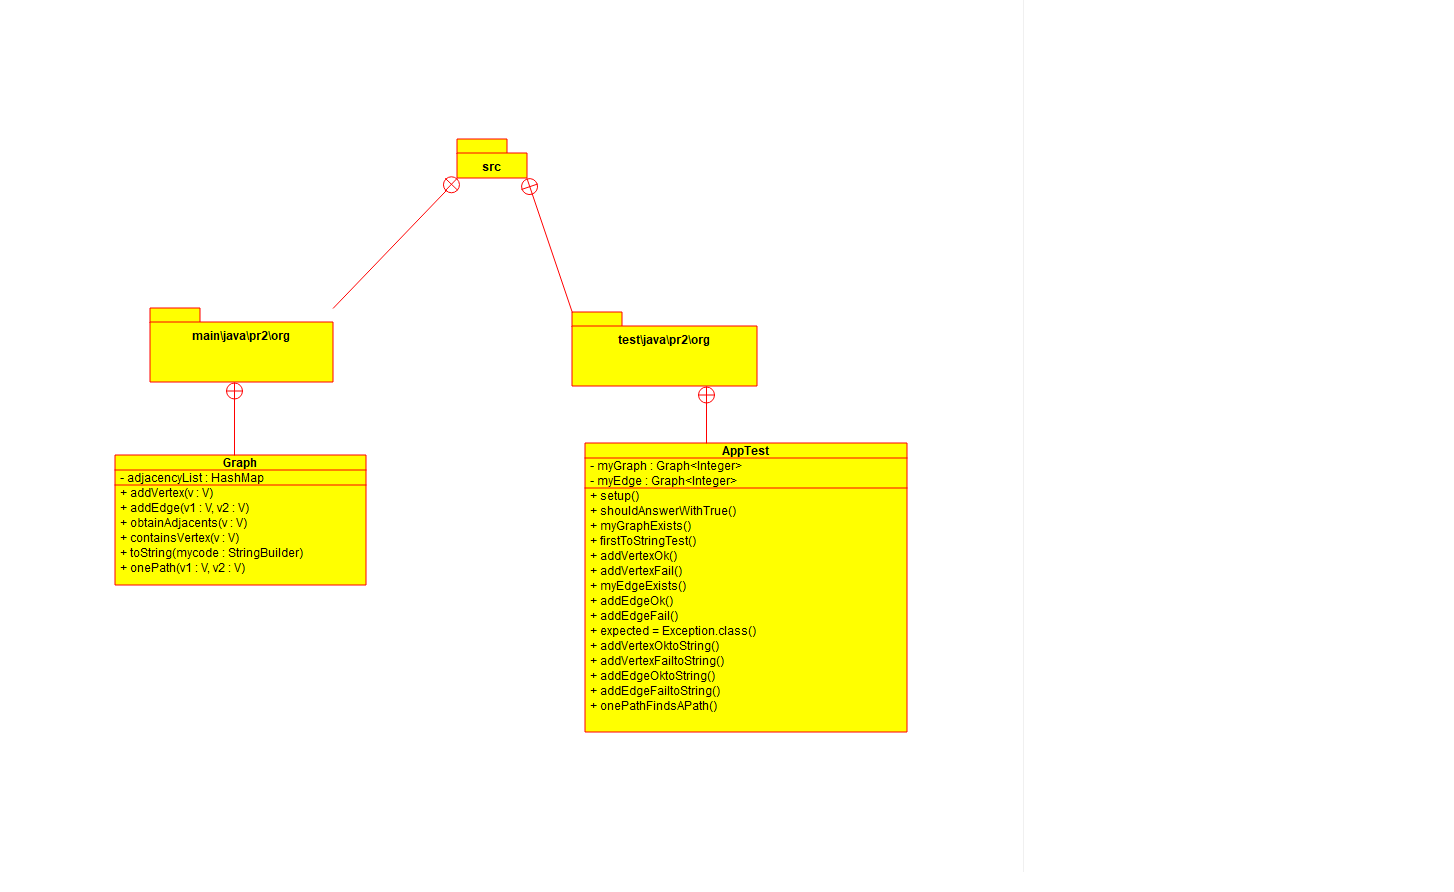 src
main\java\pr2\org
test\java\pr2\org
Graph
- adjacencyList : HashMap
+ addVertex(v : V)
+ addEdge(v1 : V, v2 : V)
+ obtainAdjacents(v : V)
+ containsVertex(v : V)
+ toString(mycode : StringBuilder)
+ onePath(v1 : V, v2 : V)
AppTest
- myGraph : Graph<Integer>
- myEdge : Graph<Integer>
+ setup()
+ shouldAnswerWithTrue()
+ myGraphExists()
+ firstToStringTest()
+ addVertexOk()
+ addVertexFail()
+ myEdgeExists()
+ addEdgeOk()
+ addEdgeFail()
+ expected = Exception.class()
+ addVertexOktoString()
+ addVertexFailtoString()
+ addEdgeOktoString()
+ addEdgeFailtoString()
+ onePathFindsAPath()